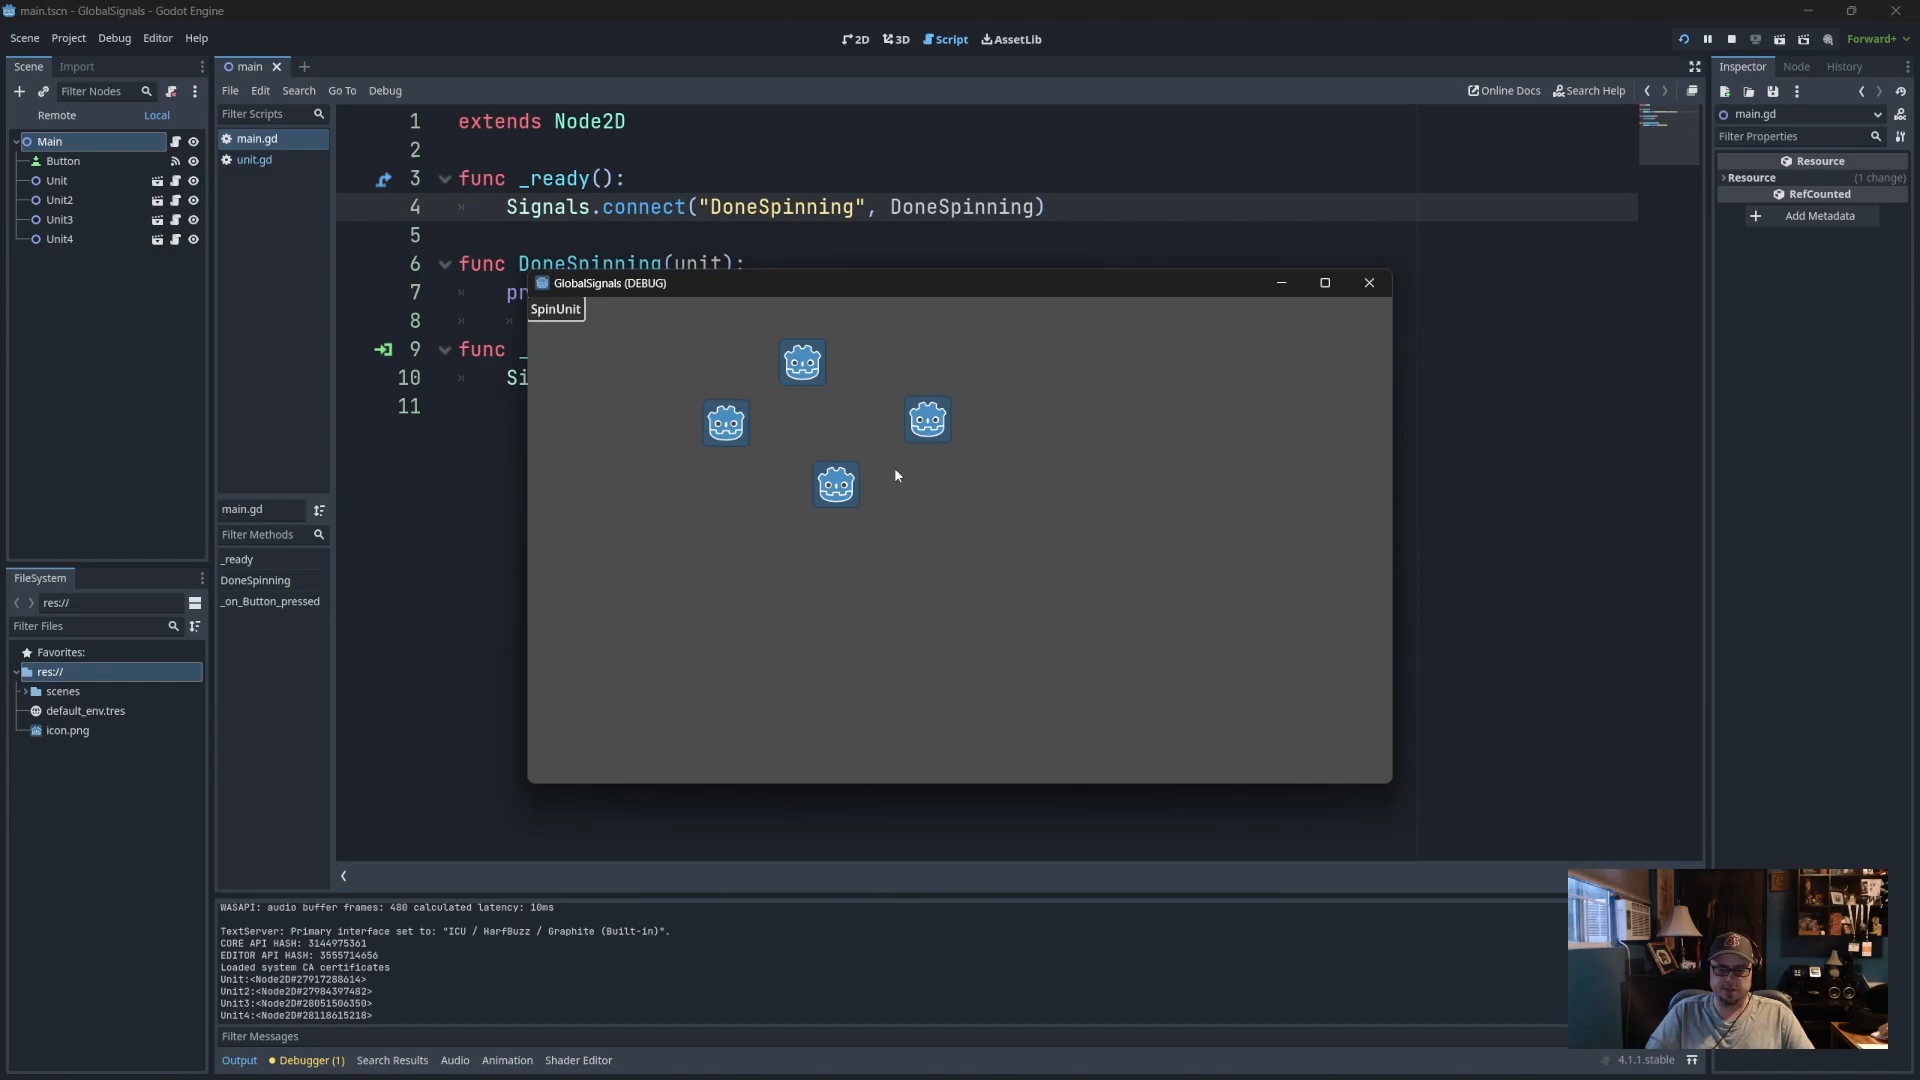 main.tscn - GlobalSignals - Godot Engine
Scene Project Debug Editor Help
2D 3D Script AssetLib
Forward+
Scene Import
main
Inspector Node History
Filter Nodes
File Edit Search Go To Debug
Online Docs Search Help
Remote Local
Filter Scripts
main.gd
Filter Properties
Main
Button
Unit
Unit2
Unit3
Unit4
main.gd
unit.gd
1 extends Node2D
2
3 func _ready():
4 Signals.connect("DoneSpinning", DoneSpinning)
5
6 func DoneSpinning(unit):
7 pr
8
9 func _
10 Si
11
Resource
Resource (1 change)
RefCounted
Add Metadata
GlobalSignals (DEBUG)
SpinUnit
main.gd
Filter Methods
_ready
DoneSpinning
_on_Button_pressed
FileSystem
res://
Filter Files
Favorites:
res://
scenes
default_env.tres
icon.png
WASAPI: audio buffer frames: 480 calculated latency: 10ms
TextServer: Primary interface set to: "ICU / HarfBuzz / Graphite (Built-in)".
CORE API HASH: 3144975361
EDITOR API HASH: 3555714656
Loaded system CA certificates
Unit:<Node2D#27917288614>
Unit2:<Node2D#27984397482>
Unit3:<Node2D#28051506350>
Unit4:<Node2D#28118615218>
Filter Messages
Output Debugger (1) Search Results Audio Animation Shader Editor
4.1.1.stable